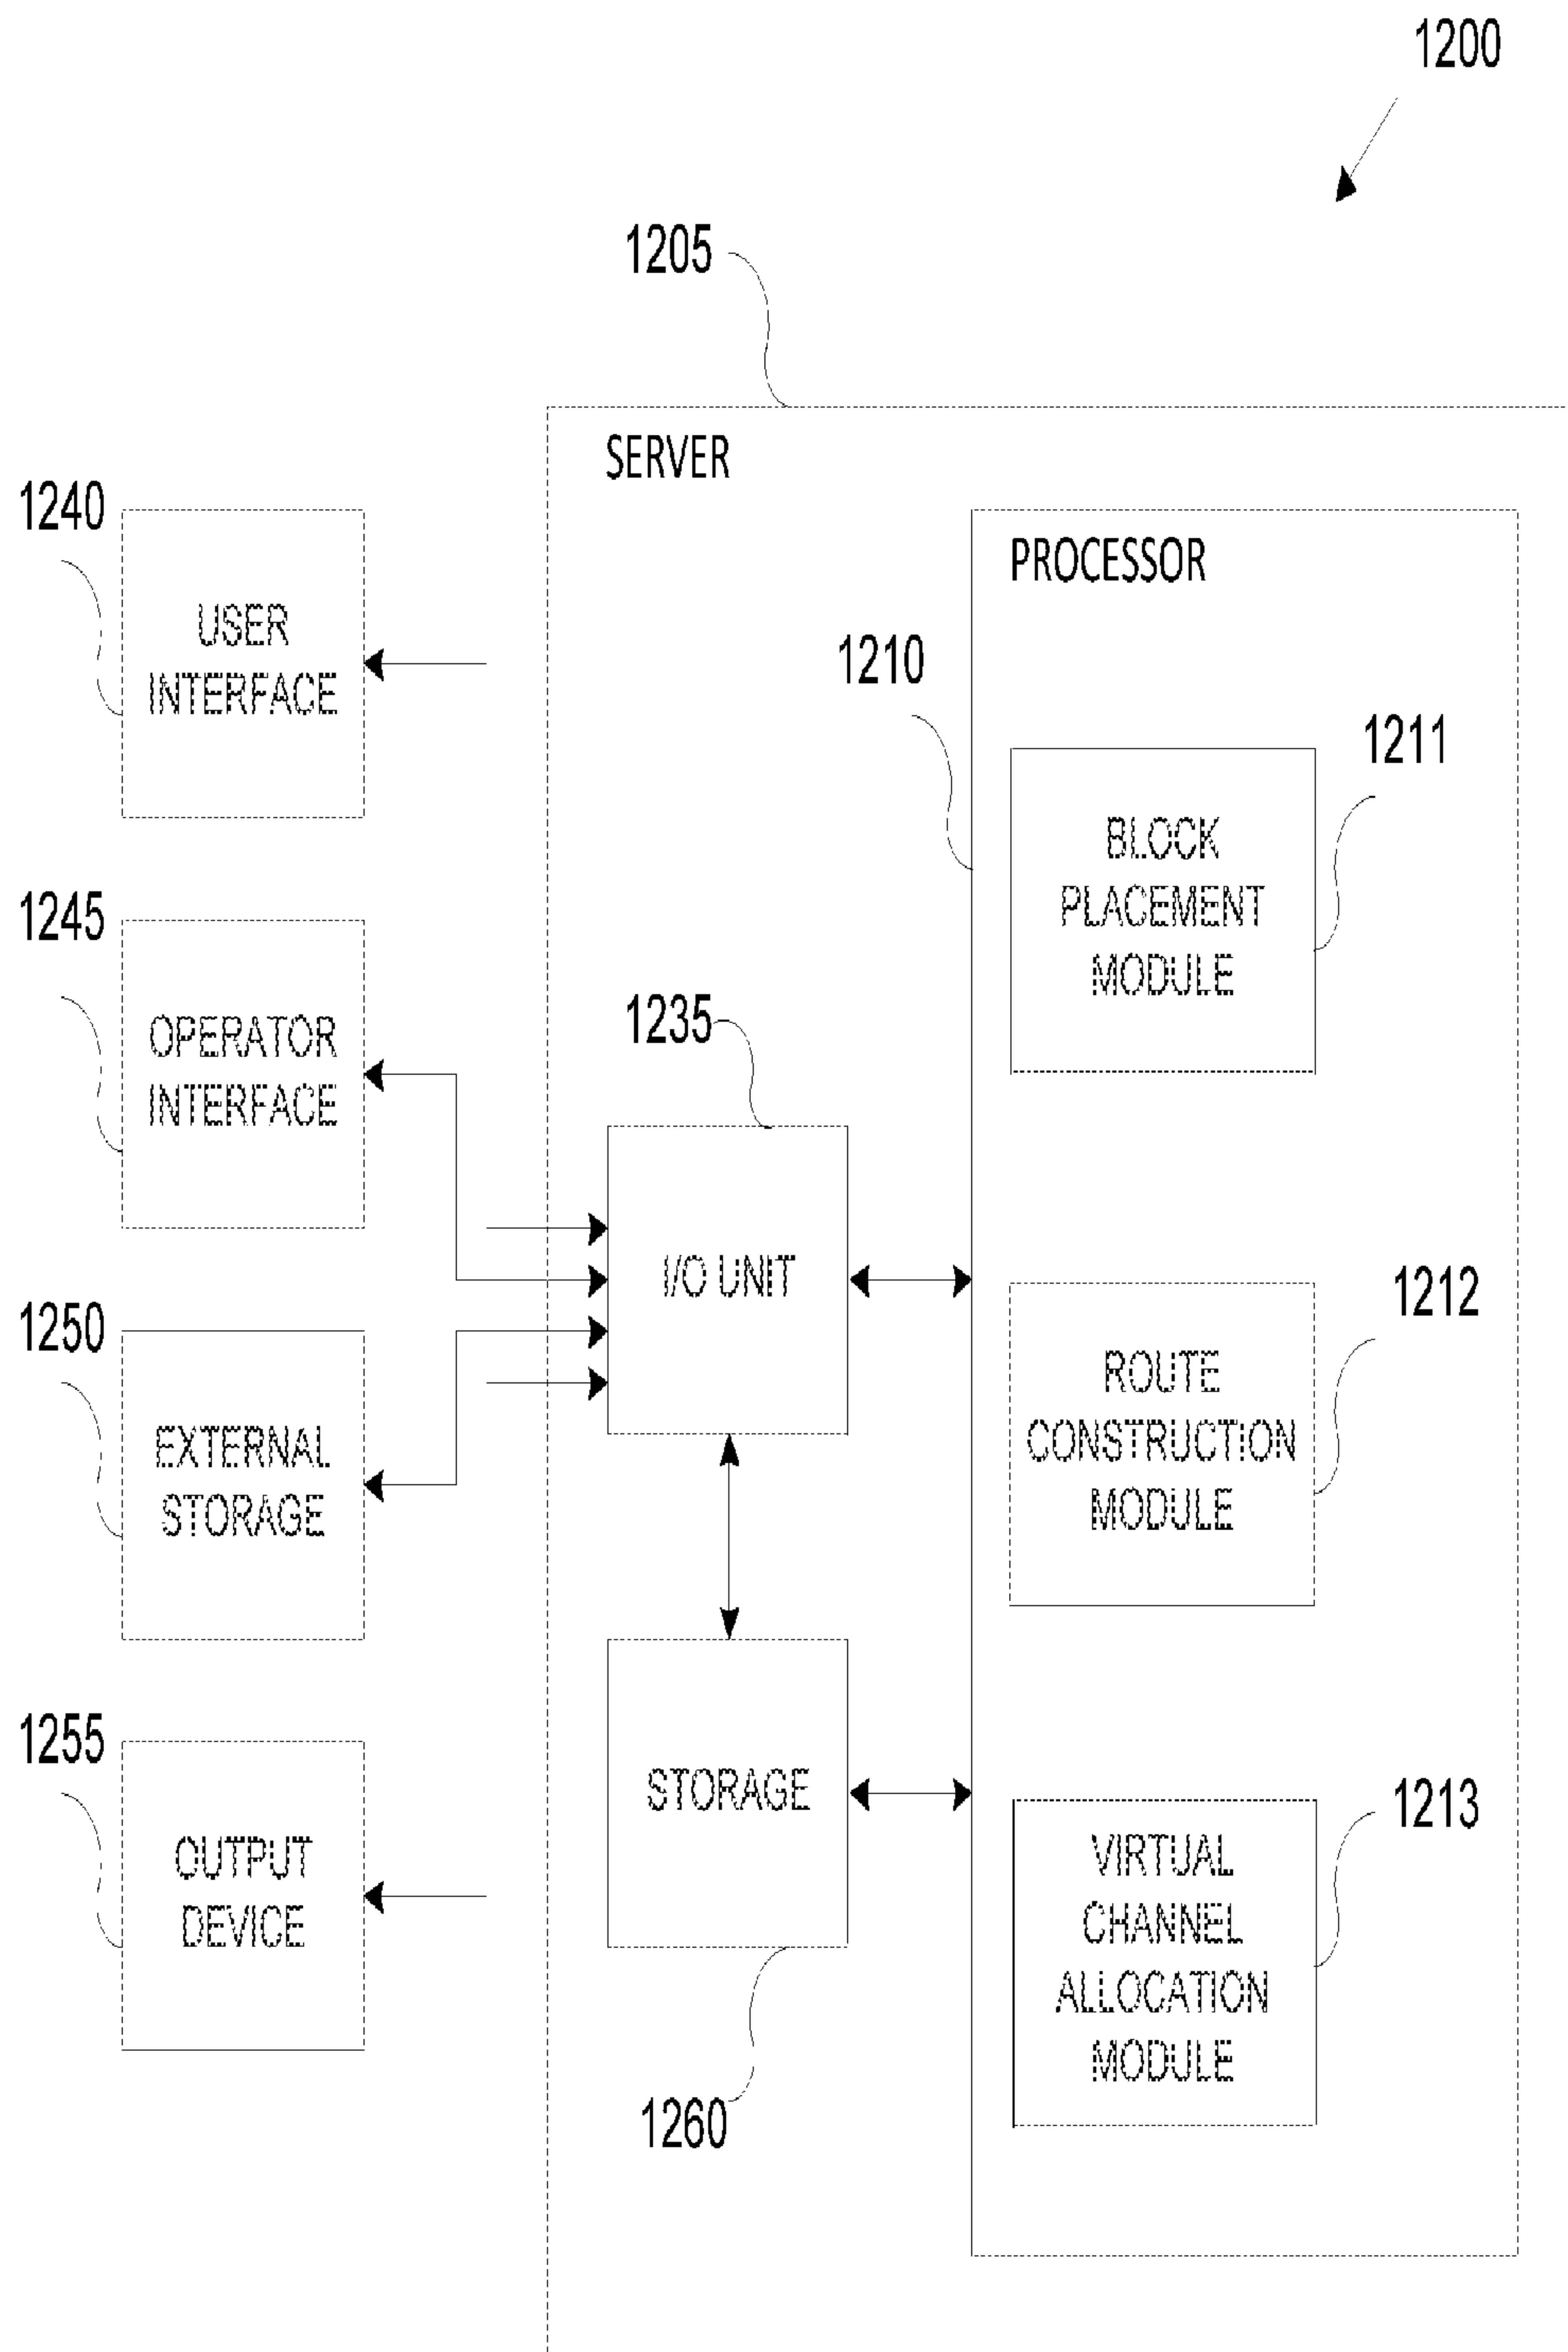 1200
1205
SERVER
1240
USER
INTERFACE
PROCESSOR
1210
1211
BLOCK
PLACEMENT
MODULE
1245
OPERATOR
INTERFACE
1235
I/O UNIT
1212
ROUTE
CONSTRUCTION
MODULE
1250
EXTERNAL
STORAGE
1255
OUTPUT
DEVICE
STORAGE
1260
1213
VIRTUAL
CHANNEL
ALLOCATION
MODULE